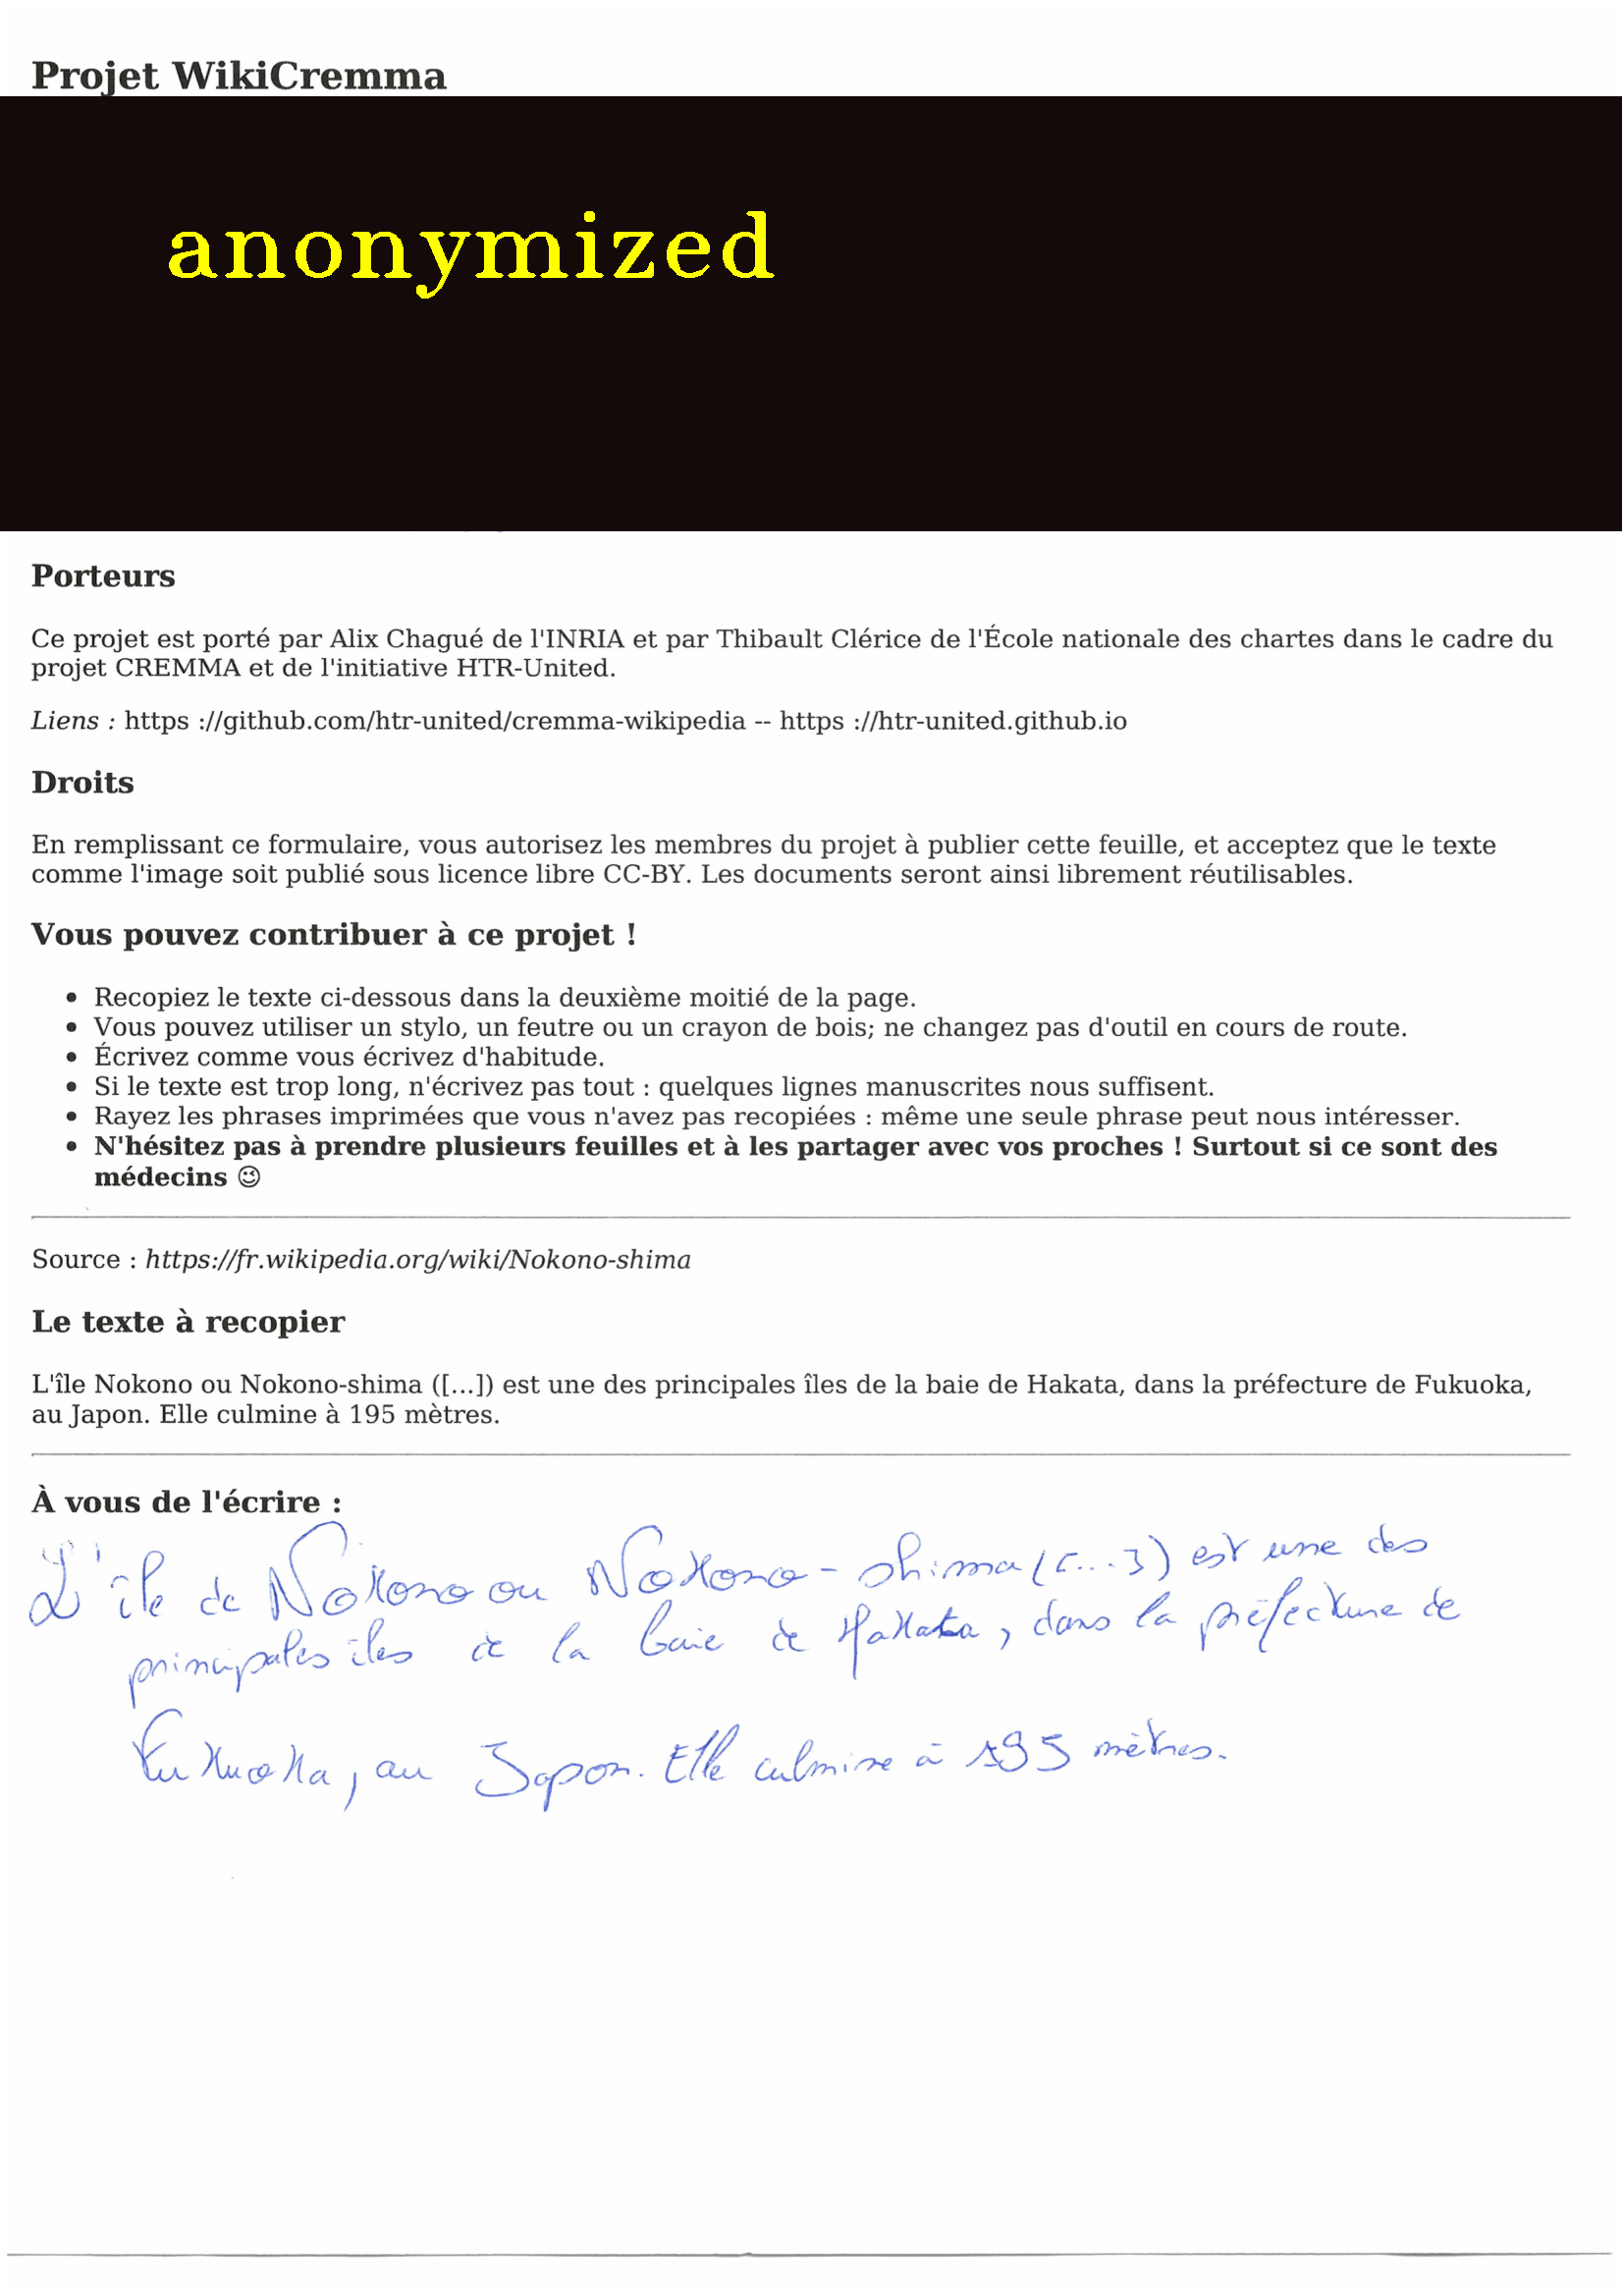 Projet WikiCremma
anonymized
Porteurs
Ce projet est porté par Alix Chagué de l'INRIA et par Thibault Clérice de l'École nationale des chartes dans le cadre du
projet CREMMA et de l'initiative HTR-United.
Liens : https ://github.com/htr-united/cremma-wikipedia -- https ://htr-united.github.io
Droits
En remplissant ce formulaire, vous autorisez les membres du projet à publier cette feuille, et acceptez que le texte
comme l'image soit publié sous licence libre CC-BY. Les documents seront ainsi librement réutilisables.
Vous pouvez contribuer à ce projet !
• Recopiez le texte ci-dessous dans la deuxième moitié de la page.
• Vous pouvez utiliser un stylo, un feutre ou un crayon de bois; ne changez pas d'outil en cours de route.
• Écrivez comme vous écrivez d'habitude.
• Si le texte est trop long, n'écrivez pas tout : quelques lignes manuscrites nous suffisent.
• Rayez les phrases imprimées que vous n'avez pas recopiées : même une seule phrase peut nous intéresser.
• N'hésitez pas à prendre plusieurs feuilles et à les partager avec vos proches ! Surtout si ce sont des
médecins 😉
Source : https://fr.wikipedia.org/wiki/Nokono-shima
Le texte à recopier
L'île Nokono ou Nokono-shima ([...]) est une des principales îles de la baie de Hakata, dans la préfecture de Fukuoka,
au Japon. Elle culmine à 195 mètres.
À vous de l'écrire :
L'île de Nokono ou Nokono-shima ([...]) est une des
principales îles de la baie de Hakata, dans la préfecture de
Fukuoka, au Japon. Elle culmine à 195 mètres.